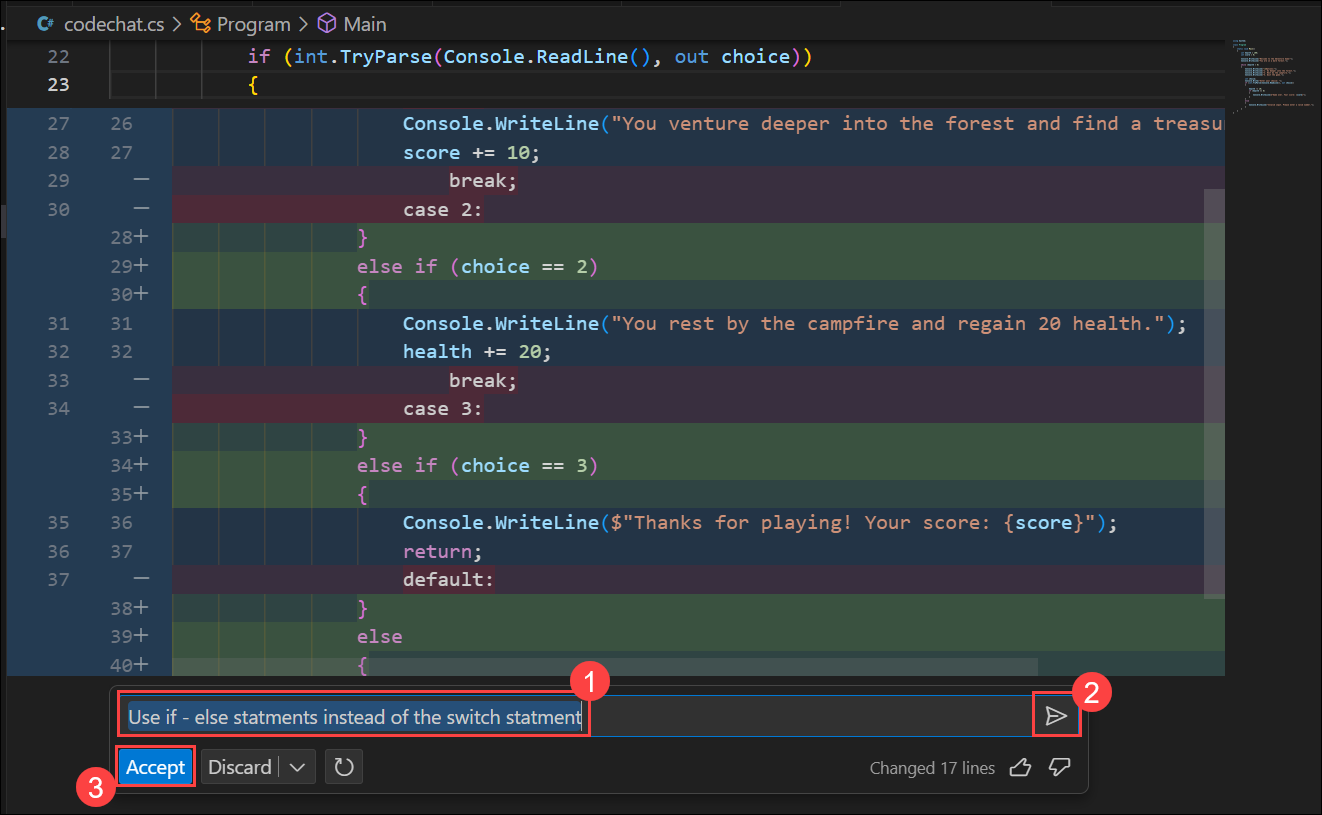 C# codechat.cs > Program > Main
22 if (int.TryParse(Console.ReadLine(), out choice))
23 {
27 26 Console.WriteLine("You venture deeper into the forest and find a treasu
28 27 score += 10;
29 — break;
30 — case 2:
28+ }
29+ else if (choice == 2)
30+ {
31 31 Console.WriteLine("You rest by the campfire and regain 20 health.");
32 32 health += 20;
33 — break;
34 — case 3:
33+ }
34+ else if (choice == 3)
35+ {
35 36 Console.WriteLine($"Thanks for playing! Your score: {score}");
36 37 return;
37 — default:
38+ }
39+ else
40+ {
1
Use if - else statments instead of the switch statment
2
Accept Discard Changed 17 lines
3